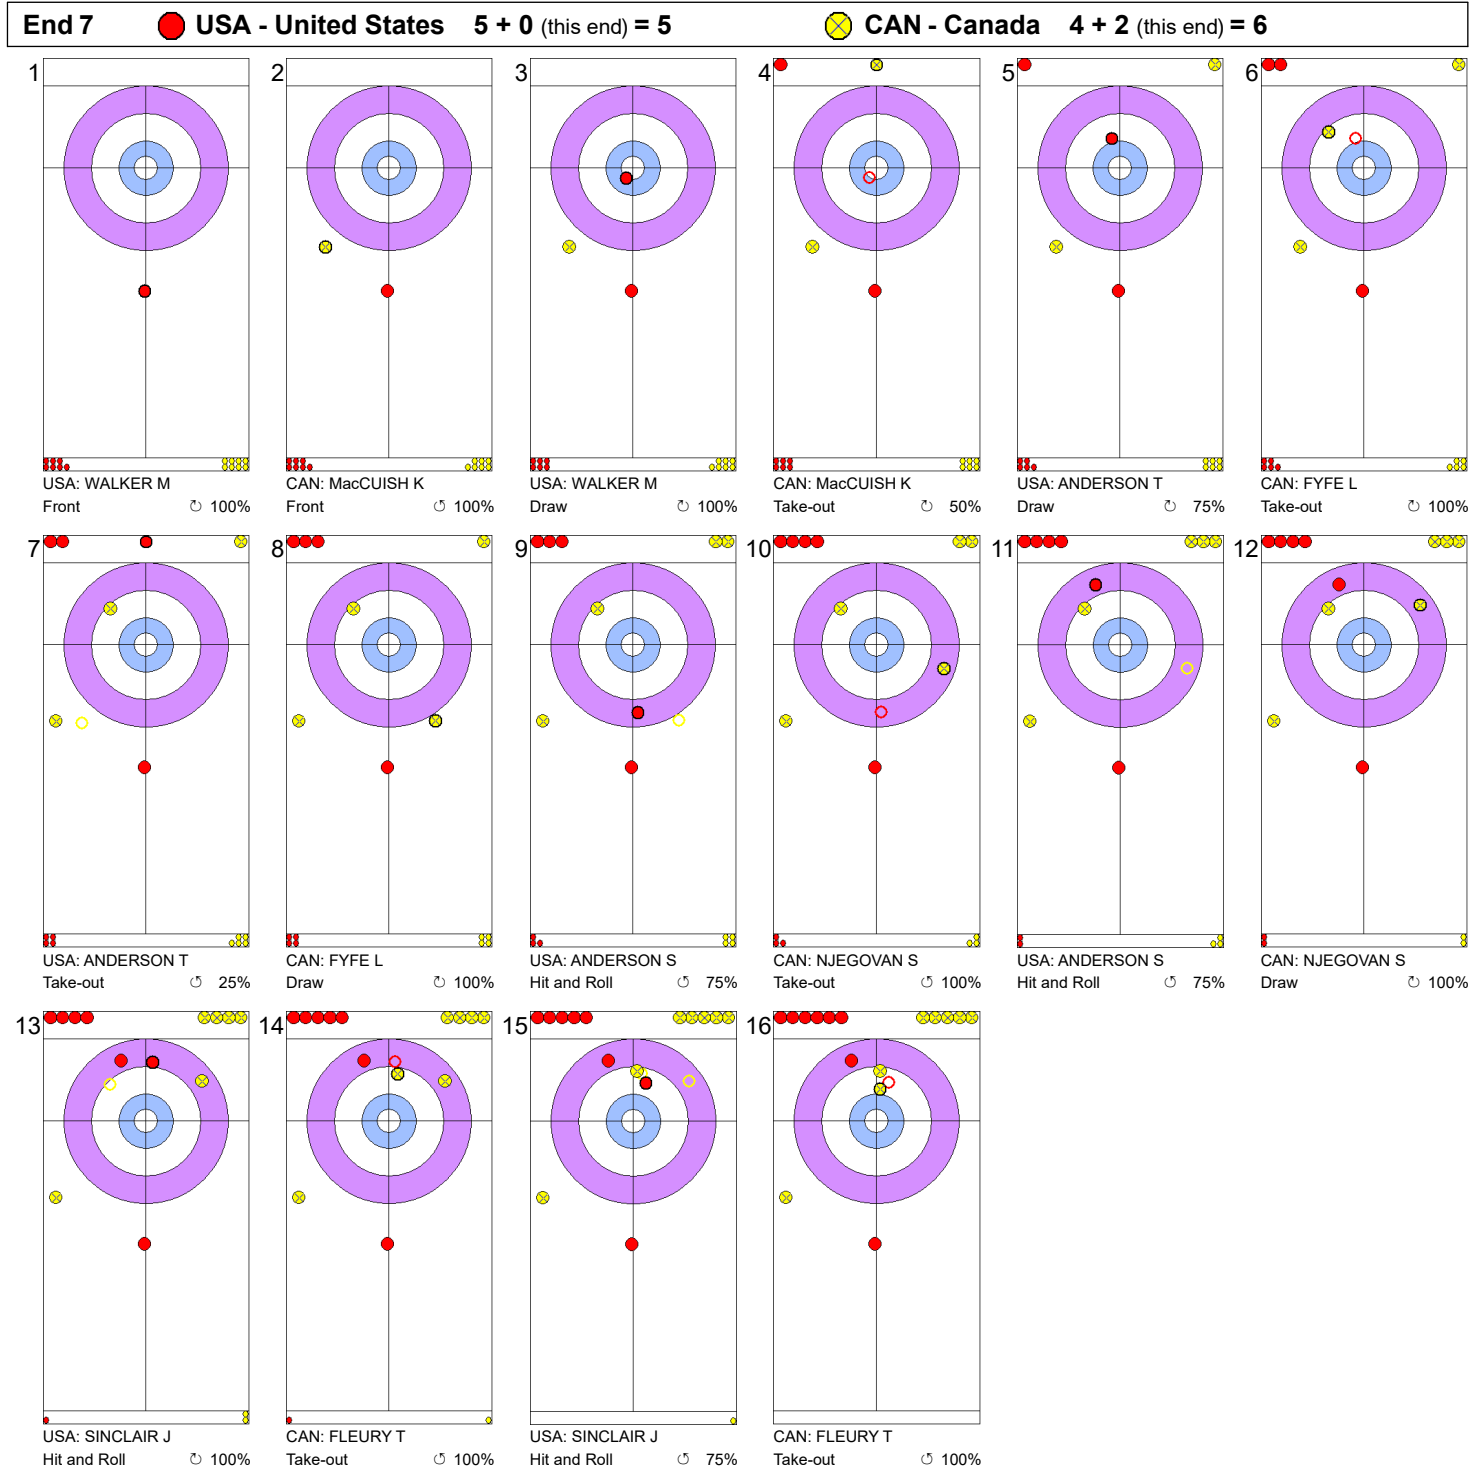 End 7 USA - United States 5 + 0 (this end) = 5 CAN - Canada 4 + 2 (this end) = 6
1 2 3 4 5 6
USA: WALKER M CAN: MacCUISH K USA: WALKER M CAN: MacCUISH K USA: ANDERSON T CAN: FYFE L
Front ↻ 100% Front ↻ 100% Draw ↻ 100% Take-out ↻ 50% Draw ↻ 75% Take-out ↻ 100%
7 8 9 10 11 12
USA: ANDERSON T CAN: FYFE L USA: ANDERSON S CAN: NJEGOVAN S USA: ANDERSON S CAN: NJEGOVAN S
Take-out ↺ 25% Draw ↺ 100% Hit and Roll ↺ 75% Take-out ↺ 100% Hit and Roll ↺ 75% Draw ↻ 100%
13 14 15 16
USA: SINCLAIR J CAN: FLEURY T USA: SINCLAIR J CAN: FLEURY T
Hit and Roll ↻ 100% Take-out ↺ 100% Hit and Roll ↺ 75% Take-out ↺ 100%